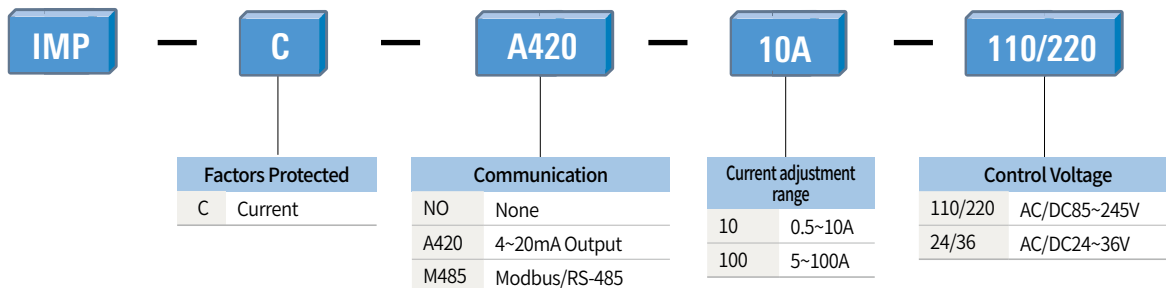 IMP — C — A420 — 10A — 110/220
Factors Protected
C Current
Communication
NO None
A420 4~20mA Output
M485 Modbus/RS-485
Current adjustment
range
10 0.5~10A
100 5~100A
Control Voltage
110/220 AC/DC85~245V
24/36 AC/DC24~36V